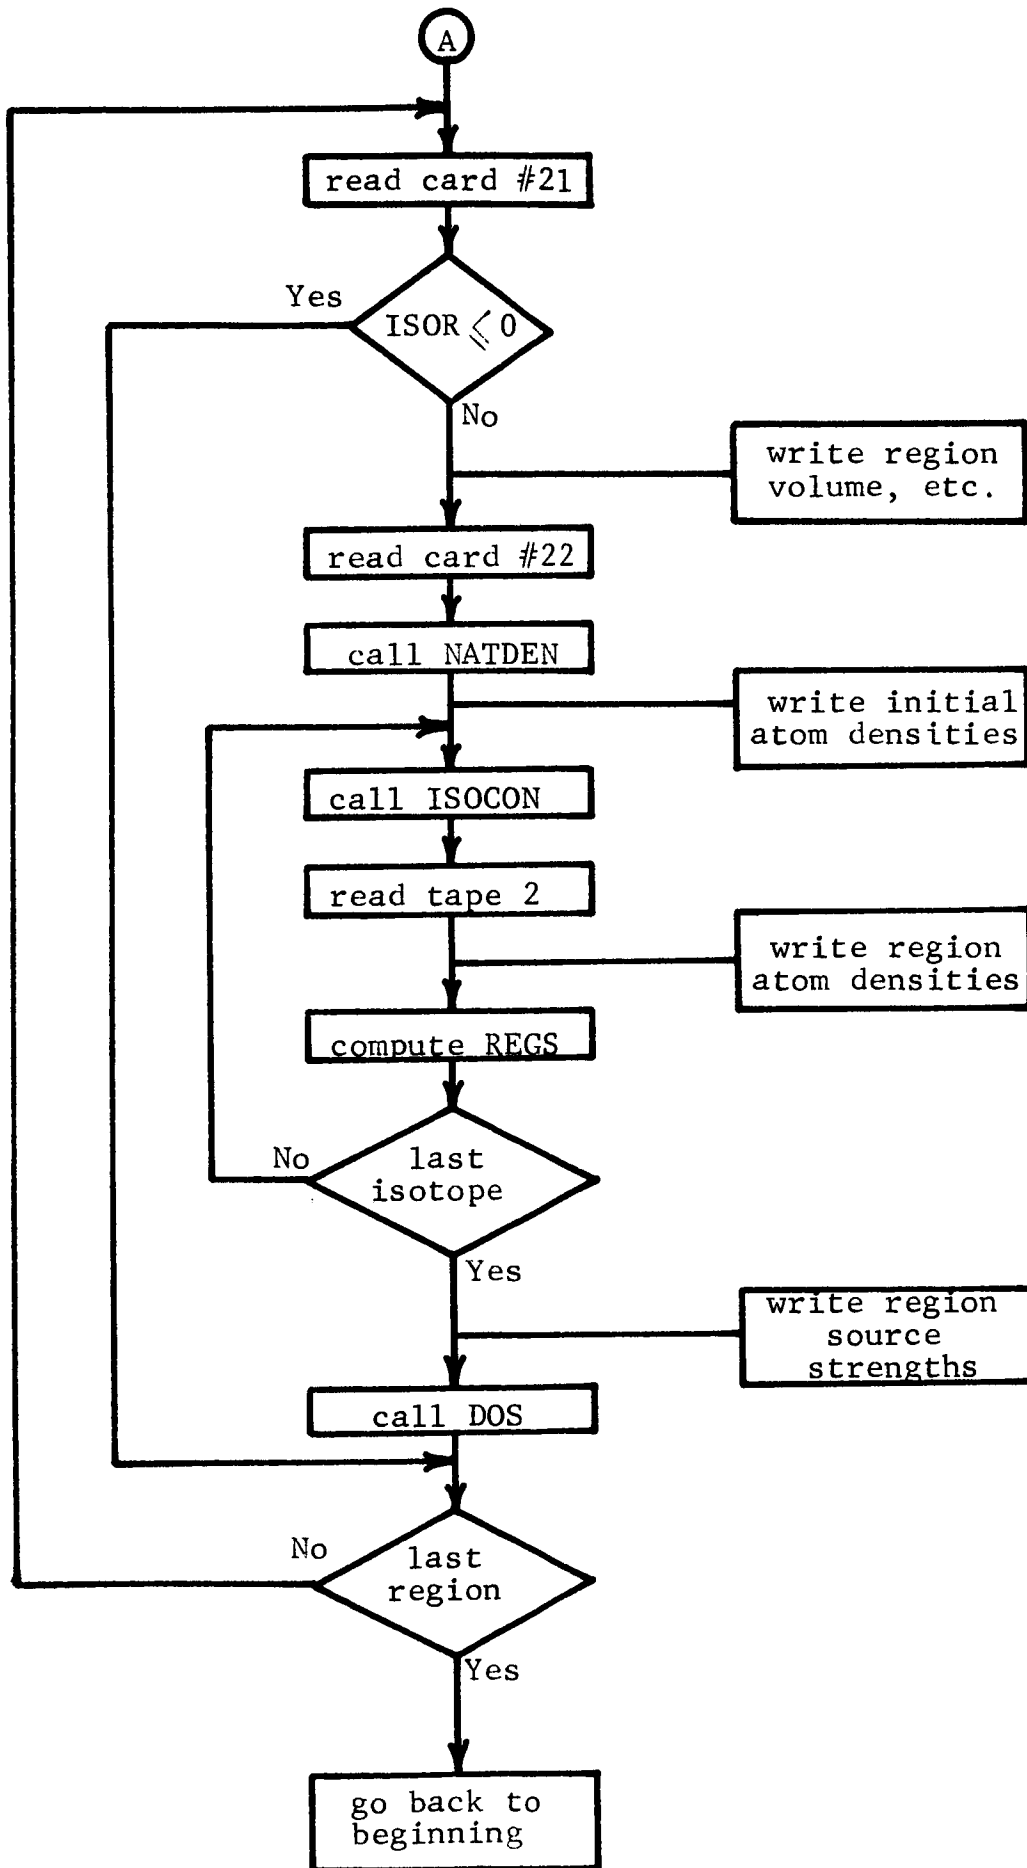 A
read card #21
Yes
ISOR ≤ 0
No
write region
volume, etc.
read card #22
call NATDEN
write initial
atom densities
call ISOCON
read tape 2
write region
atom densities
compute REGS
No
last
isotope
Yes
write region
source
strengths
call DOS
No
last
region
Yes
go back to
beginning